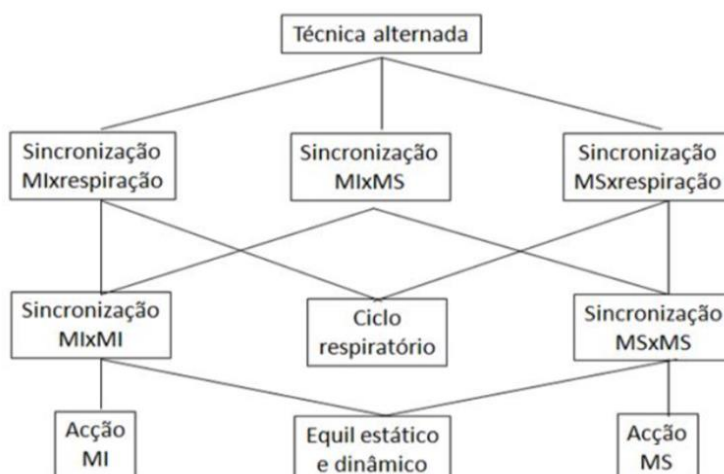 Técnica alternada
Sincronização
MIxrespiração
Sincronização
MIxMS
Sincronização
MSxrespiração
Sincronização
MIxMI
Ciclo
respiratório
Sincronização
MSxMS
Acção
MI
Equil estático
e dinâmico
Acção
MS